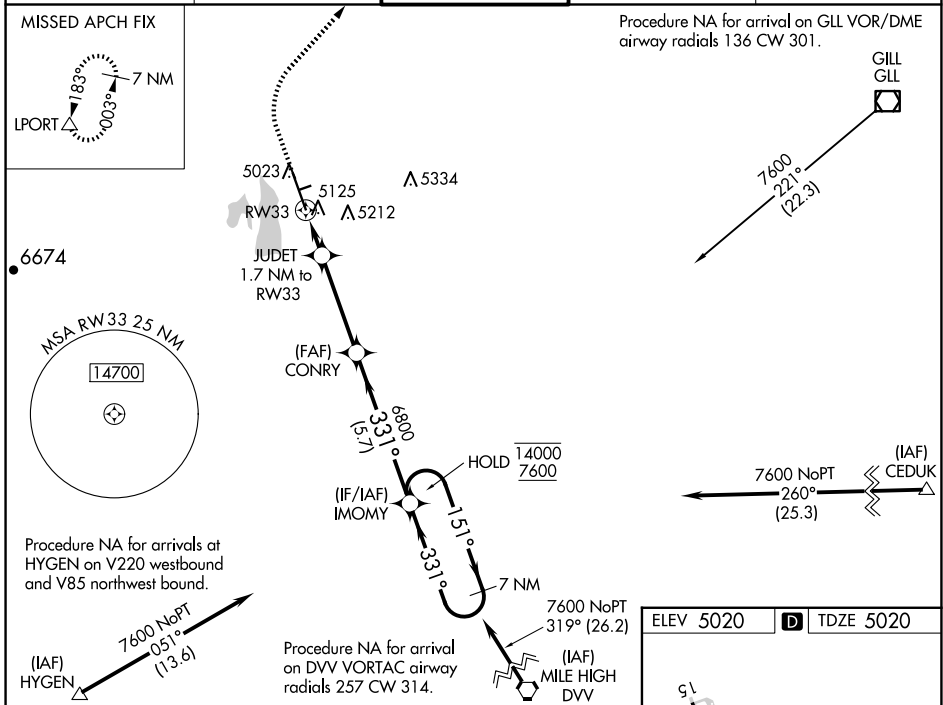 MISSED APCH FIX
7 NM
183°
003°
LPORT
Procedure NA for arrival on GLL VOR/DME
airway radials 136 CW 301.
GILL
GLL
7600
221°
(22.3)
5023
5125
5334
RW33
5212
6674
JUDET
1.7 NM to
RW33
MSA RW33 25 NM
14700
(FAF)
CONRY
6800
331°
(5.7)
HOLD
14000
7600
(IF/IAF)
IMOMY
151°
331°
7 NM
7600 NoPT
260°
(25.3)
(IAF)
CEDUK
Procedure NA for arrivals at
HYGEN on V220 westbound
and V85 northwest bound.
7600 NoPT
051°
(13.6)
(IAF)
HYGEN
Procedure NA for arrival
on DVV VORTAC airway
radials 257 CW 314.
7600 NoPT
319° (26.2)
(IAF)
MILE HIGH
DVV
ELEV 5020
D
TDZE 5020
15